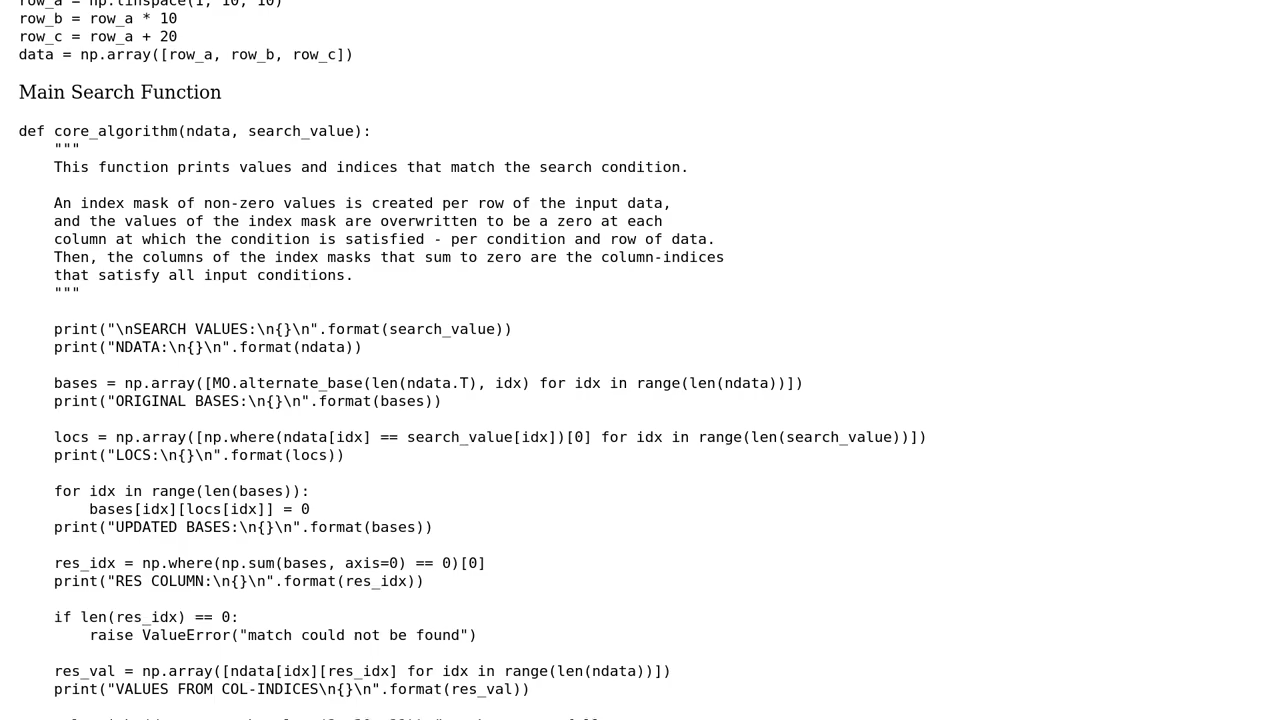 row_a = np.linspace(1, 10, 10)
row_b = row_a * 10
row_c = row_a + 20
data = np.array([row_a, row_b, row_c])
Main Search Function
def core_algorithm(ndata, search_value):
    """
    This function prints values and indices that match the search condition.
    An index mask of non-zero values is created per row of the input data,
    and the values of the index mask are overwritten to be a zero at each
    column at which the condition is satisfied - per condition and row of data.
    Then, the columns of the index masks that sum to zero are the column-indices
    that satisfy all input conditions.
    """
    print("\nSEARCH VALUES:\n{}\n".format(search_value))
    print("NDATA:\n{}\n".format(ndata))
    bases = np.array([MO.alternate_base(len(ndata.T), idx) for idx in range(len(ndata))])
    print("ORIGINAL BASES:\n{}\n".format(bases))
    locs = np.array([np.where(ndata[idx] == search_value[idx])[0] for idx in range(len(search_value))])
    print("LOCS:\n{}\n".format(locs))
    for idx in range(len(bases)):
        bases[idx][locs[idx]] = 0
    print("UPDATED BASES:\n{}\n".format(bases))
    res_idx = np.where(np.sum(bases, axis=0) == 0)[0]
    print("RES COLUMN:\n{}\n".format(res_idx))
    if len(res_idx) == 0:
        raise ValueError("match could not be found")
    res_val = np.array([ndata[idx][res_idx] for idx in range(len(ndata))])
    print("VALUES FROM COL-INDICES\n{}\n".format(res_val))